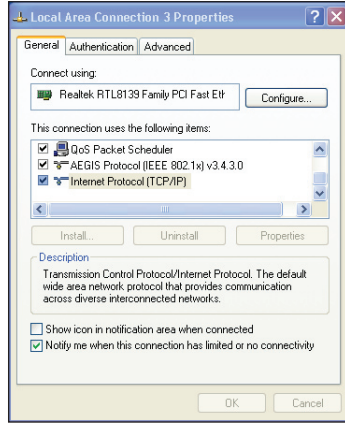 Local Area Connection 3 Properties
General Authentication Advanced
Connect using:
Realtek RTL8139 Family PCI Fast Eth
Configure...
This connection uses the following items:
QoS Packet Scheduler
AEGIS Protocol (IEEE 802.1x) v3.4.3.0
Internet Protocol (TCP/IP)
Install...
Uninstall
Properties
Description
Transmission Control Protocol/Internet Protocol. The default
wide area network protocol that provides communication
across diverse interconnected networks.
Show icon in notification area when connected
Notify me when this connection has limited or no connectivity
OK
Cancel